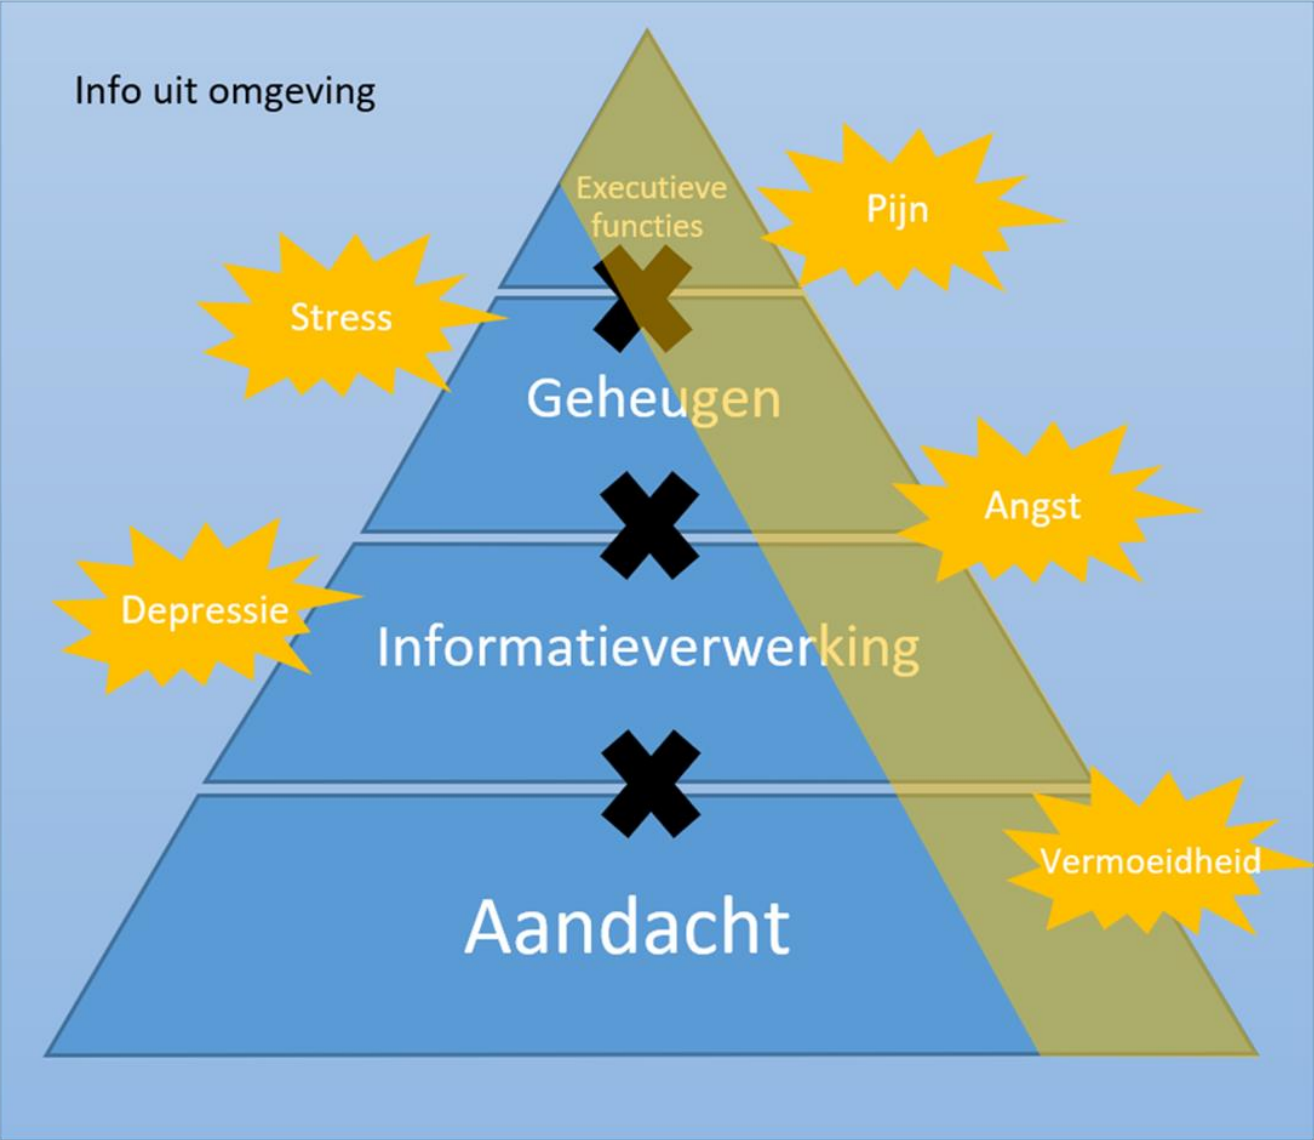 Info uit omgeving
Executieve
functies
Pijn
Stress
Geheugen
Angst
Depressie
Informatieverwerking
Vermoeidheid
Aandacht